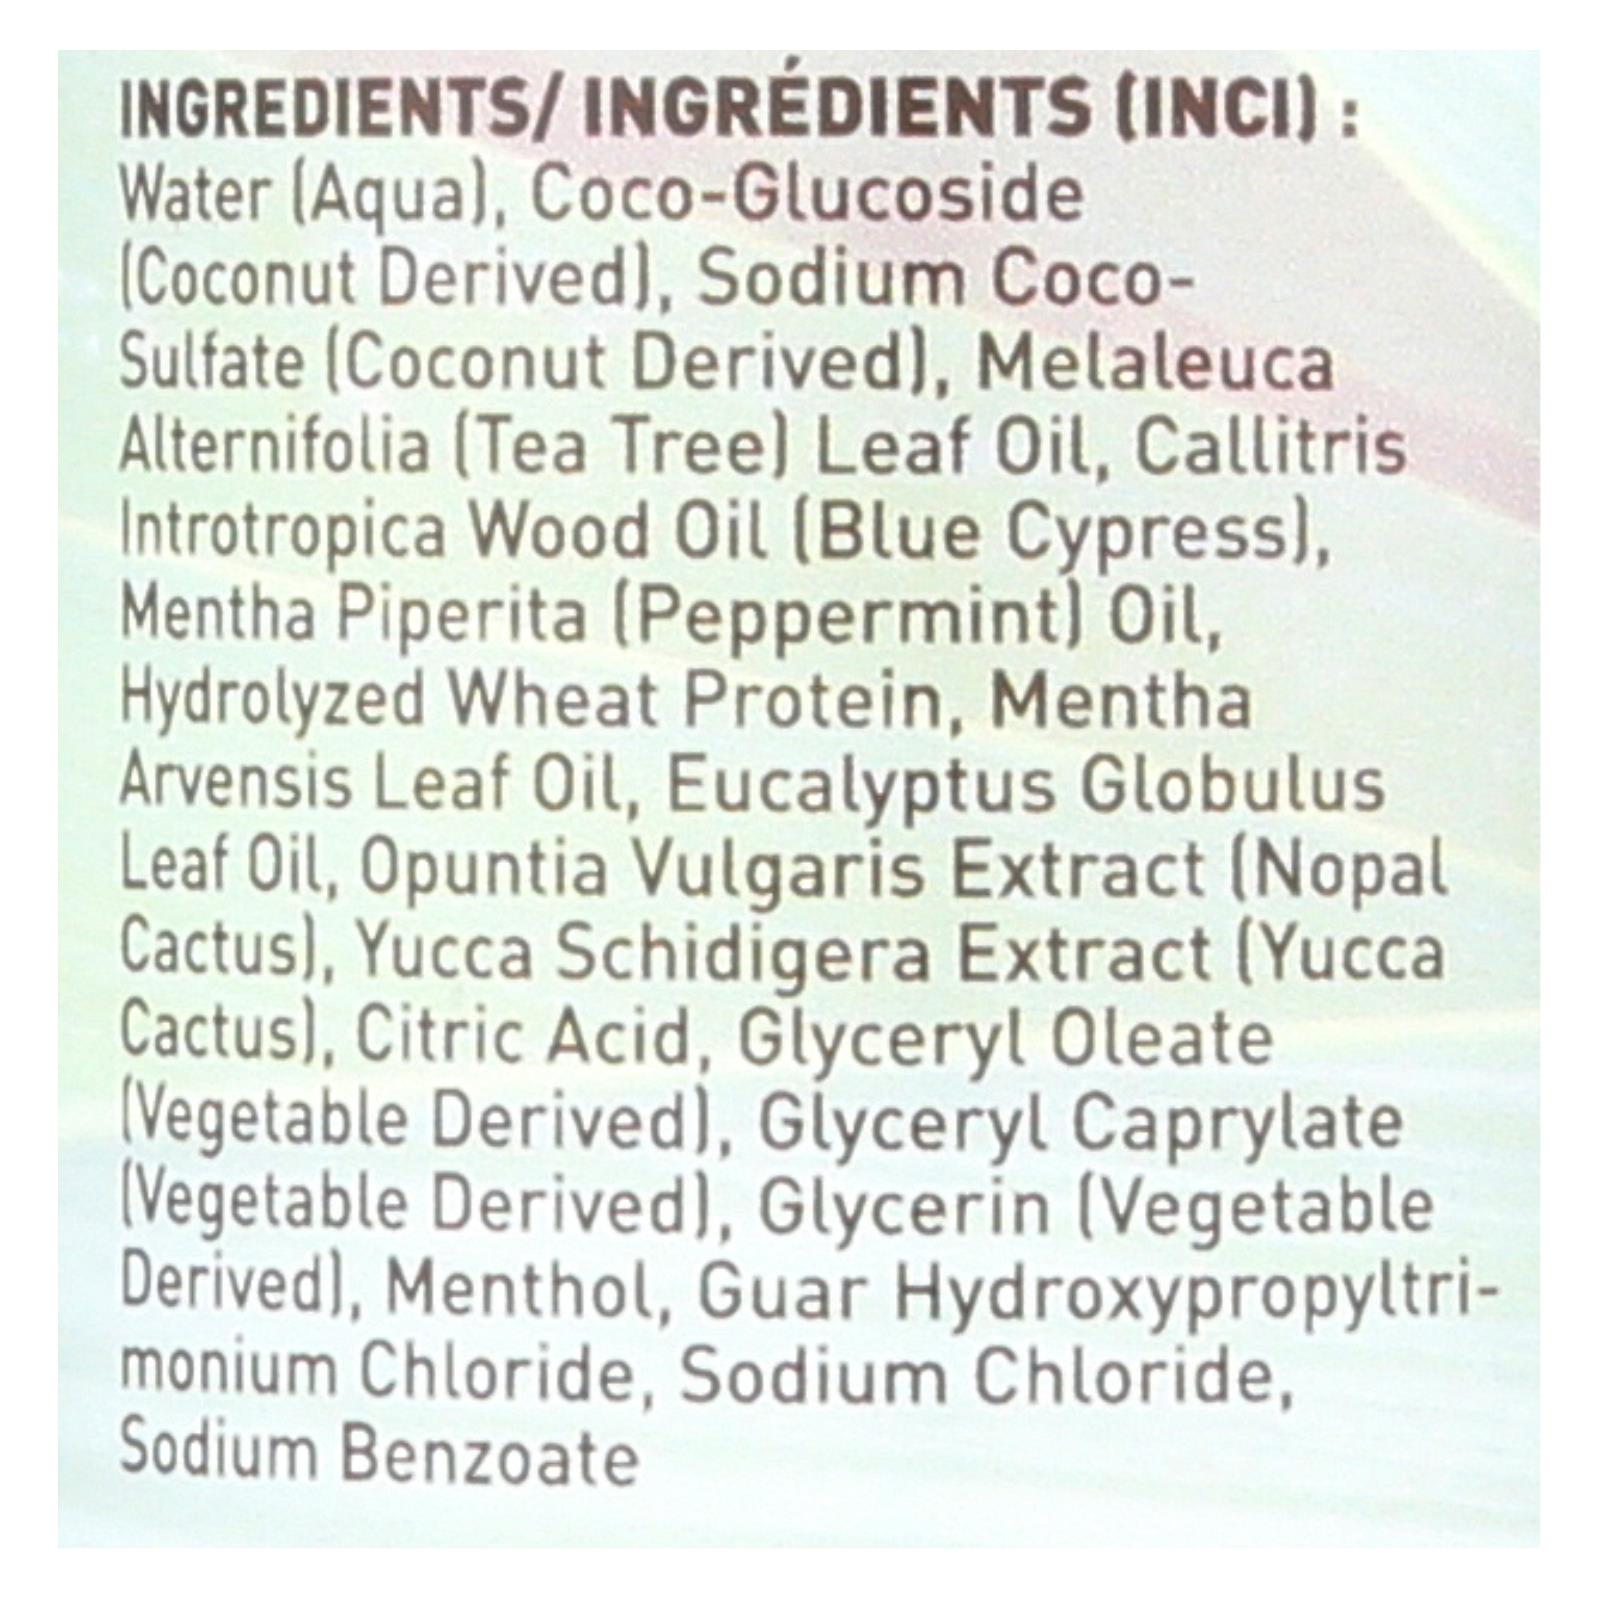 INGREDIENTS/ INGRÉDIENTS (INCI) :
Water (Aqua), Coco-Glucoside
(Coconut Derived), Sodium Coco-
Sulfate (Coconut Derived), Melaleuca
Alternifolia (Tea Tree) Leaf Oil, Callitris
Introtropica Wood Oil (Blue Cypress),
Mentha Piperita (Peppermint) Oil,
Hydrolyzed Wheat Protein, Mentha
Arvensis Leaf Oil, Eucalyptus Globulus
Leaf Oil, Opuntia Vulgaris Extract (Nopal
Cactus), Yucca Schidigera Extract (Yucca
Cactus), Citric Acid, Glyceryl Oleate
(Vegetable Derived), Glyceryl Caprylate
(Vegetable Derived), Glycerin (Vegetable
Derived), Menthol, Guar Hydroxypropyltri-
monium Chloride, Sodium Chloride,
Sodium Benzoate